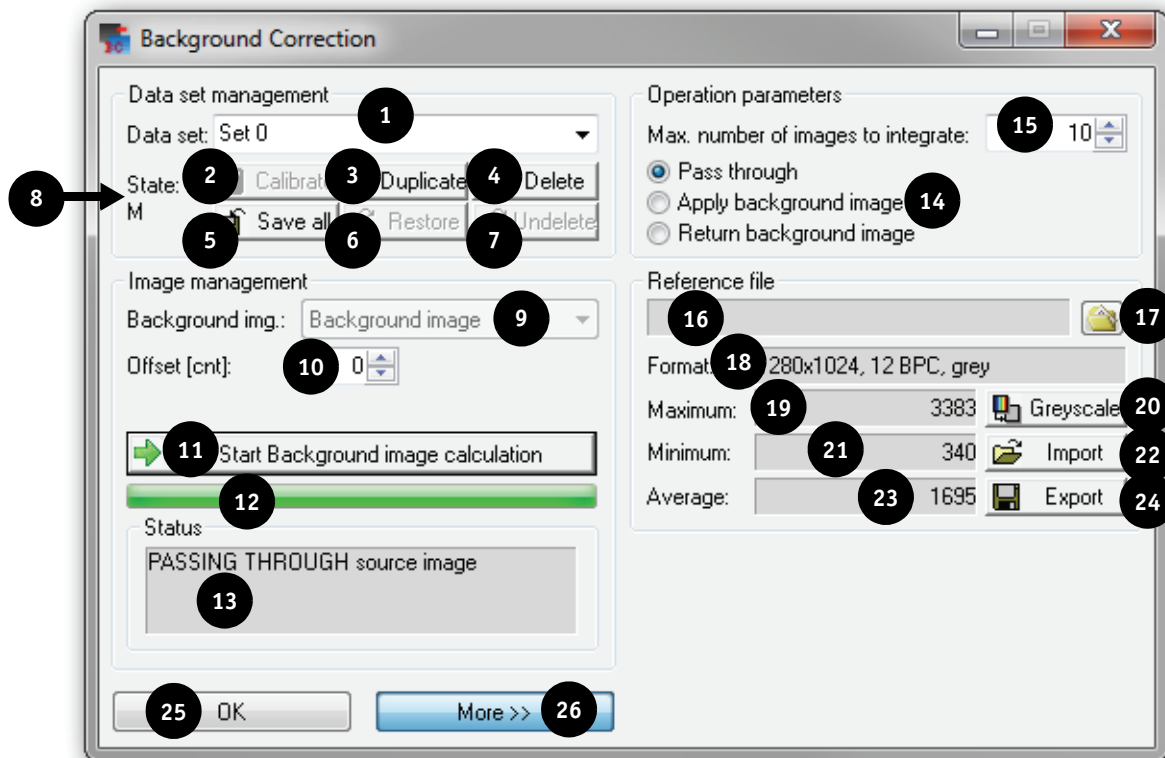 Background Correction
Data set management
1
Data set: Set 0
2 Calibrat 3 Duplicate 4 Delete
8 State:
M
5 Save all 6 Restore 7 Undelete
Image management
Background img.: Background image 9
Offset [cnt]: 10 0
11 Start Background image calculation
12
Status
PASSING THROUGH source image
13
25 OK
More >> 26
Operation parameters
Max. number of images to integrate: 15 10
Pass through
Apply background image 14
Return background image
Reference file
16 17
Format: 18 280x1024, 12 BPC, grey
Maximum: 19 3383 Greyscale 20
Minimum: 21 340 Import 22
Average: 23 1695 Export 24